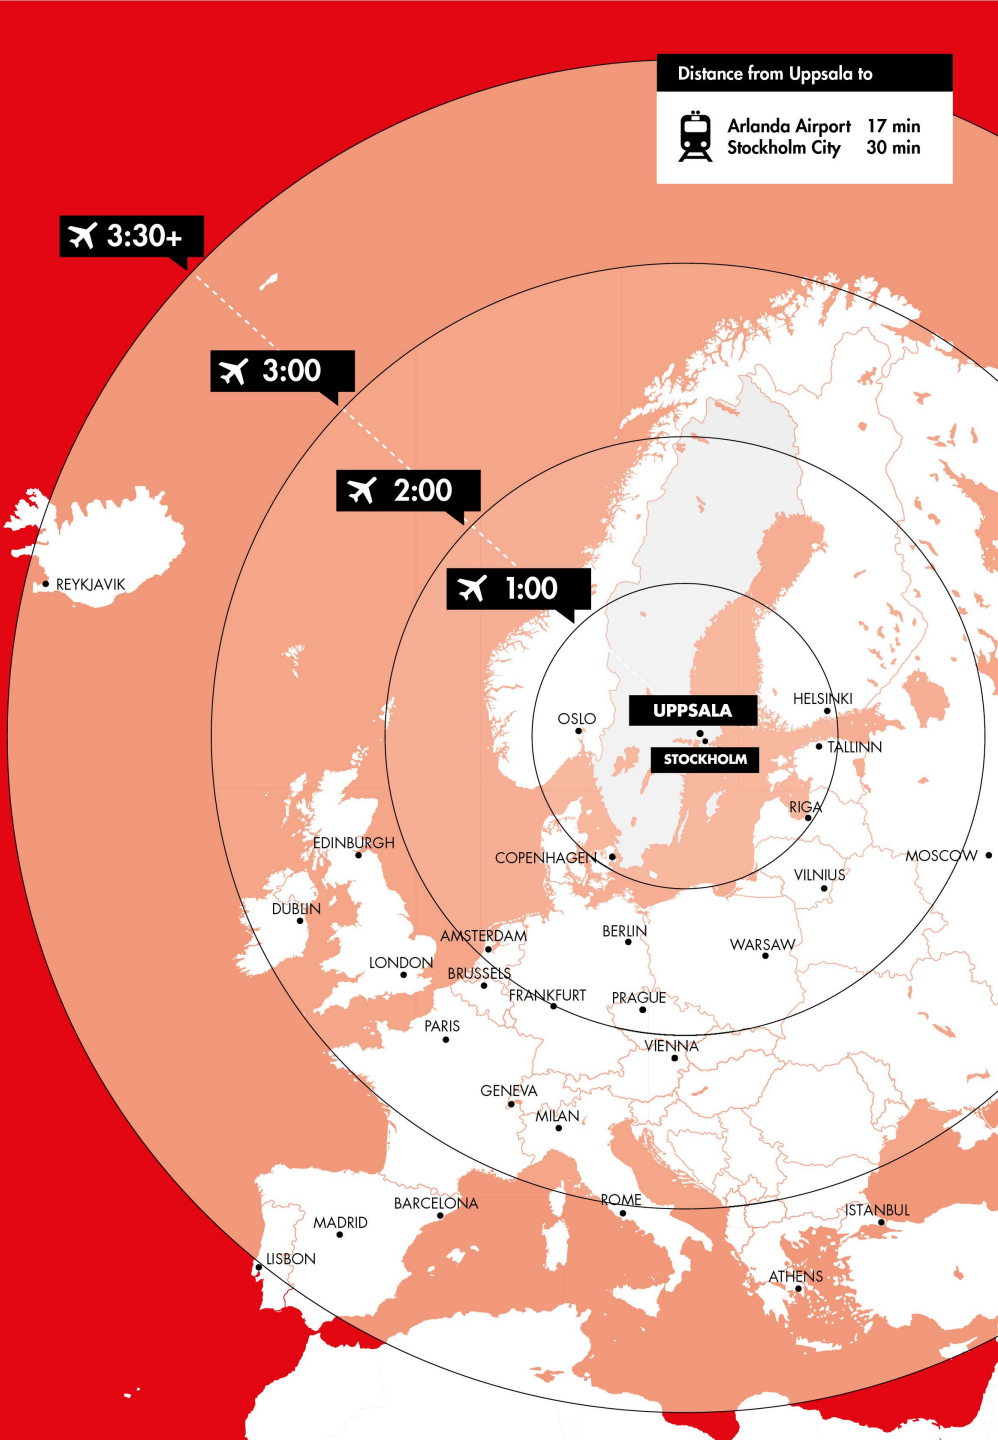 Distance from Uppsala to
Arlanda Airport 17 min
Stockholm City 30 min
3:30+
3:00
2:00
1:00
REYKJAVIK
HELSINKI
UPPSALA
OSLO
TALLINN
STOCKHOLM
RIGA
EDINBURGH
COPENHAGEN
MOSCOW
VILNIUS
DUBLIN
BERLIN
AMSTERDAM
WARSAW
LONDON
BRUSSELS
FRANKFURT
PRAGUE
PARIS
VIENNA
GENEVA
MILAN
ROME
BARCELONA
ISTANBUL
MADRID
LISBON
ATHENS